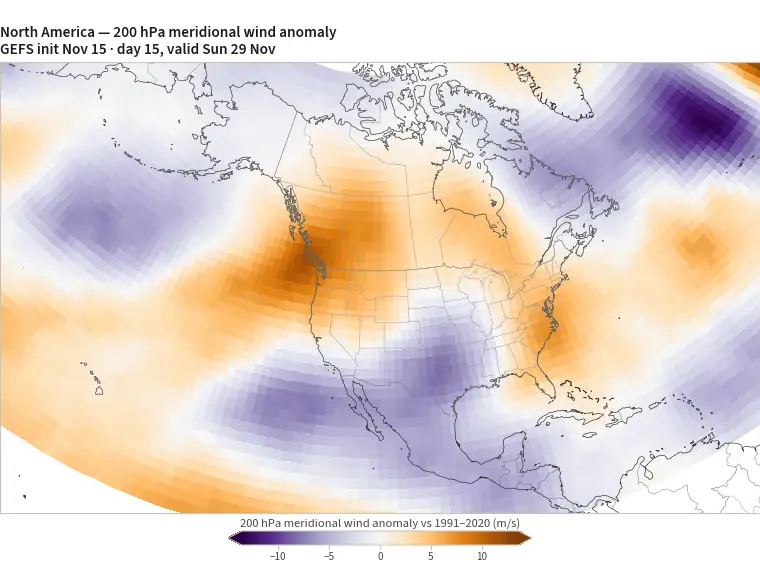 North America — 200 hPa meridional wind anomaly
GEFS init Nov 15 · day 15, valid Sun 29 Nov
200 hPa meridional wind anomaly vs 1991–2020 (m/s)
−10 −5 0 5 10